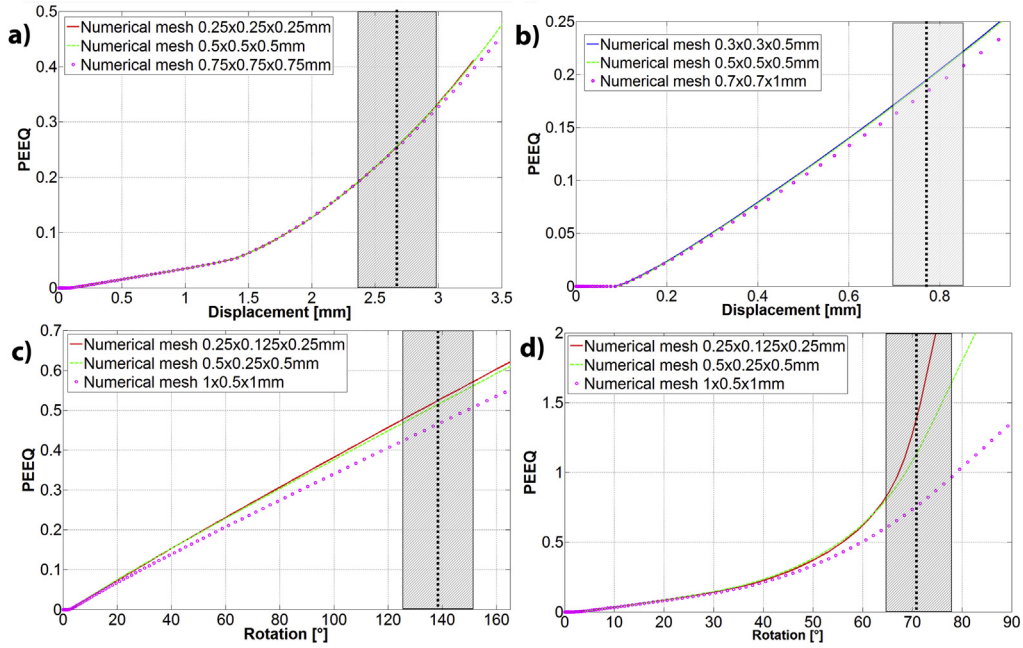 a)
Numerical mesh 0.25x0.25x0.25mm
Numerical mesh 0.5x0.5x0.5mm
Numerical mesh 0.75x0.75x0.75mm
PEEQ
0.5
0.4
0.3
0.2
0.1
0
0
0.5
1
1.5
2
2.5
3
3.5
Displacement [mm]
b)
Numerical mesh 0.3x0.3x0.5mm
Numerical mesh 0.5x0.5x0.5mm
Numerical mesh 0.7x0.7x1mm
PEEQ
0.25
0.2
0.15
0.1
0.05
0
0
0.2
0.4
0.6
0.8
Displacement [mm]
c)
Numerical mesh 0.25x0.125x0.25mm
Numerical mesh 0.5x0.25x0.5mm
Numerical mesh 1x0.5x1mm
PEEQ
0.7
0.6
0.5
0.4
0.3
0.2
0.1
0
0
20
40
60
80
100
120
140
160
Rotation [°]
d)
Numerical mesh 0.25x0.125x0.25mm
Numerical mesh 0.5x0.25x0.5mm
Numerical mesh 1x0.5x1mm
PEEQ
2
1.5
1
0.5
0
0
10
20
30
40
50
60
70
80
90
Rotation [°]